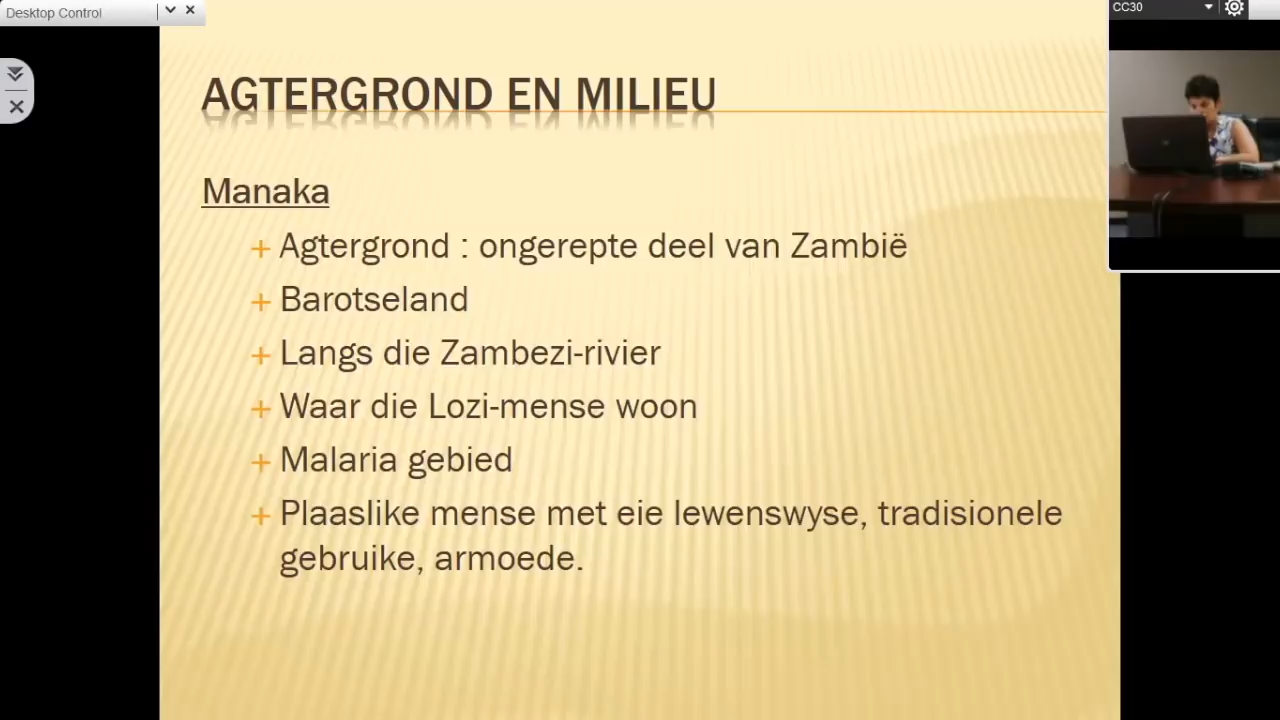 Desktop Control
CC30
AGTERGROND EN MILIEU
Manaka
Agtergrond : ongerepte deel van Zambië
Barotseland
Langs die Zambezi-rivier
Waar die Lozi-mense woon
Malaria gebied
Plaaslike mense met eie lewenswyse, tradisionele
gebruike, armoede.